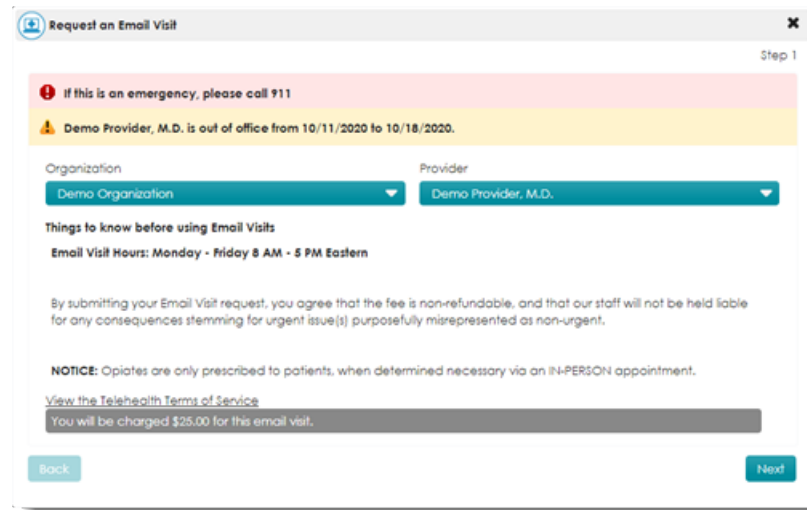 Request an Email Visit
Step 1
If this is an emergency, please call 911
Demo Provider, M.D. is out of office from 10/11/2020 to 10/18/2020.
Organization
Provider
Demo Organization
Demo Provider, M.D.
Things to know before using Email Visits
Email Visit Hours: Monday - Friday 8 AM - 5 PM Eastern
By submitting your Email Visit request, you agree that the fee is non-refundable, and that our staff will not be held liable
for any consequences stemming for urgent issue(s) purposefully misrepresented as non-urgent.
NOTICE: Opiates are only prescribed to patients, when determined necessary via an IN-PERSON appointment.
View the Telehealth Terms of Service
You will be charged $25.00 for this email visit.
Back
Next